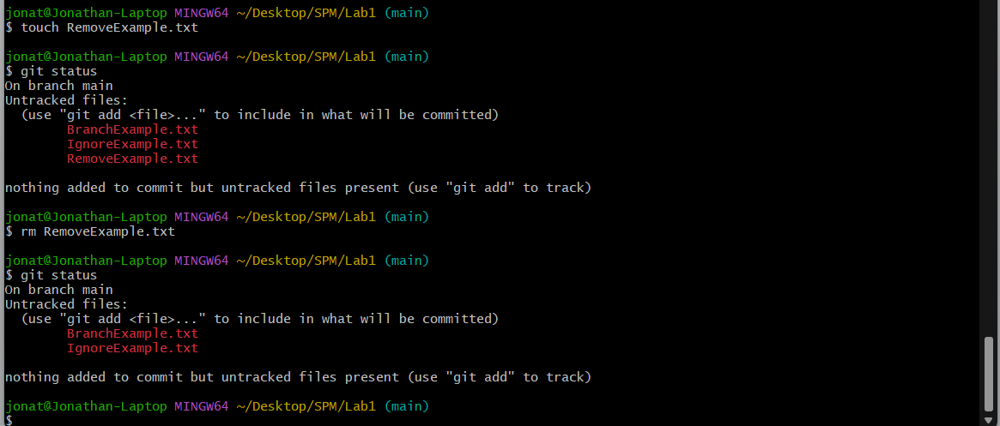 jonat@Jonathan-Laptop MINGW64 ~/Desktop/SPM/Lab1 (main)
$ touch RemoveExample.txt
jonat@Jonathan-Laptop MINGW64 ~/Desktop/SPM/Lab1 (main)
$ git status
On branch main
Untracked files:
  (use "git add <file>..." to include in what will be committed)
        BranchExample.txt
        IgnoreExample.txt
        RemoveExample.txt
nothing added to commit but untracked files present (use "git add" to track)
jonat@Jonathan-Laptop MINGW64 ~/Desktop/SPM/Lab1 (main)
$ rm RemoveExample.txt
jonat@Jonathan-Laptop MINGW64 ~/Desktop/SPM/Lab1 (main)
$ git status
On branch main
Untracked files:
  (use "git add <file>..." to include in what will be committed)
        BranchExample.txt
        IgnoreExample.txt
nothing added to commit but untracked files present (use "git add" to track)
jonat@Jonathan-Laptop MINGW64 ~/Desktop/SPM/Lab1 (main)
$